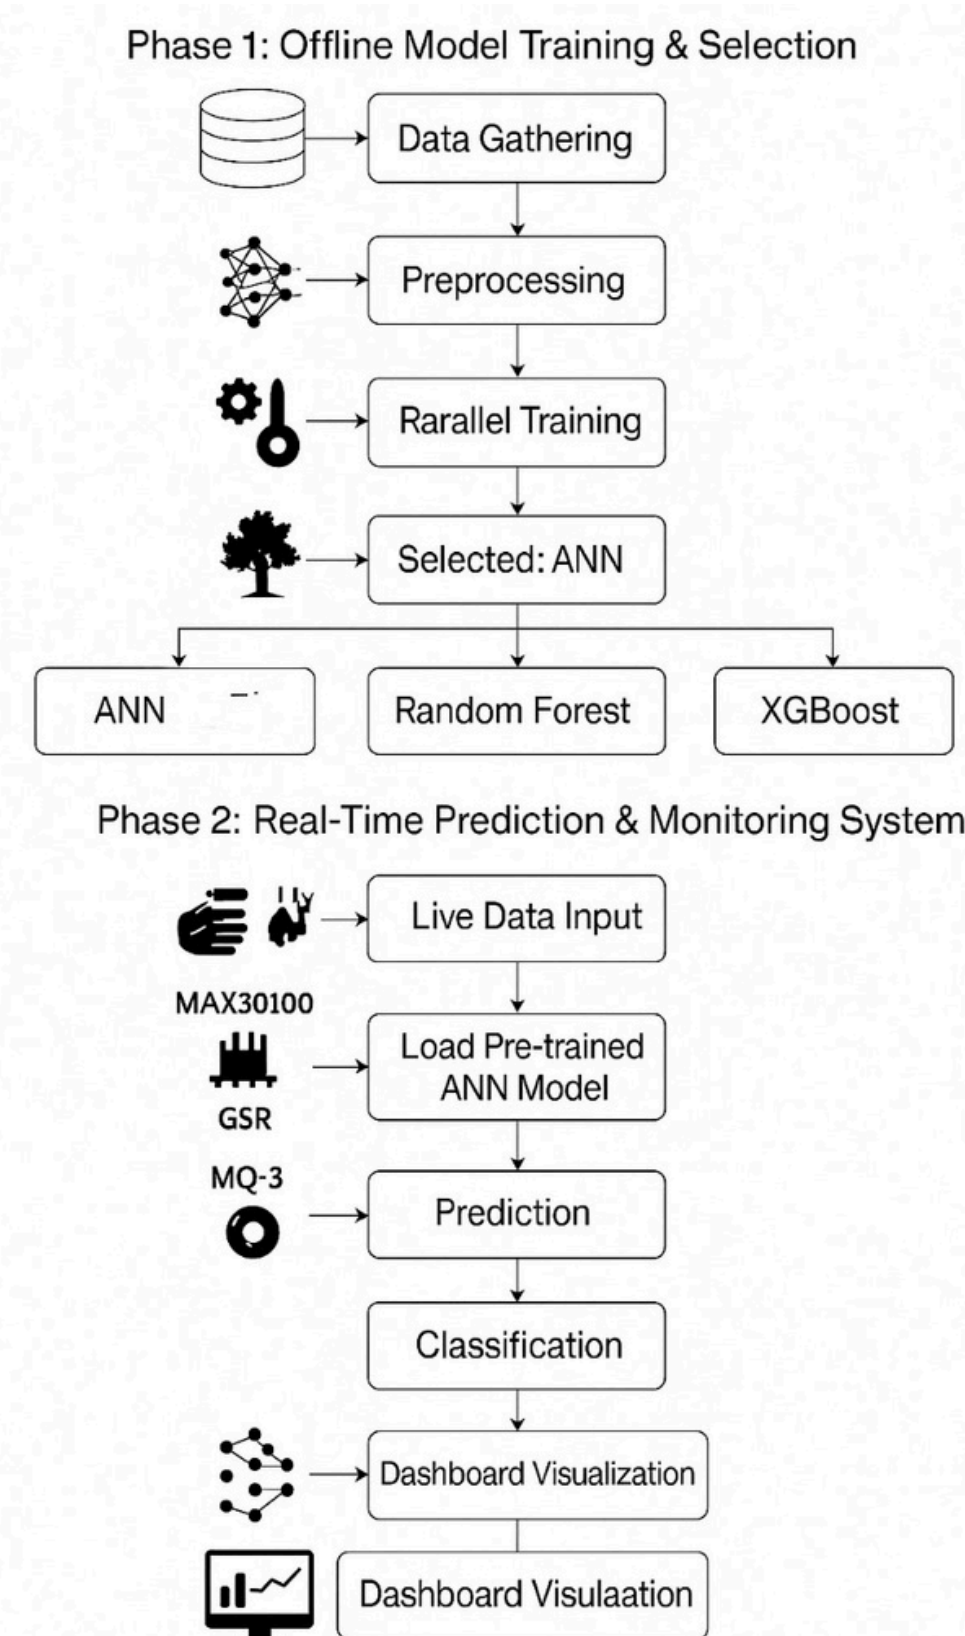 Phase 1: Offline Model Training & Selection
Data Gathering
Preprocessing
Rarallel Training
Selected: ANN
ANN
Random Forest
XGBoost
Phase 2: Real-Time Prediction & Monitoring System
Live Data Input
MAX30100
Load Pre-trained
ANN Model
GSR
MQ-3
Prediction
Classification
Dashboard Visualization
Dashboard Visulaation